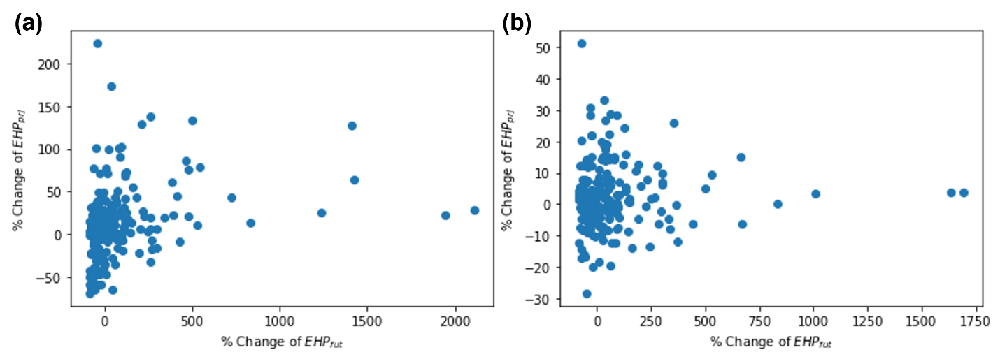 (a)
% Change of EHPprj
200
150
100
50
0
−50
0 500 1000 1500 2000
% Change of EHPfut
(b)
% Change of EHPprj
50
40
30
20
10
0
−10
−20
−30
0 250 500 750 1000 1250 1500 1750
% Change of EHPfut